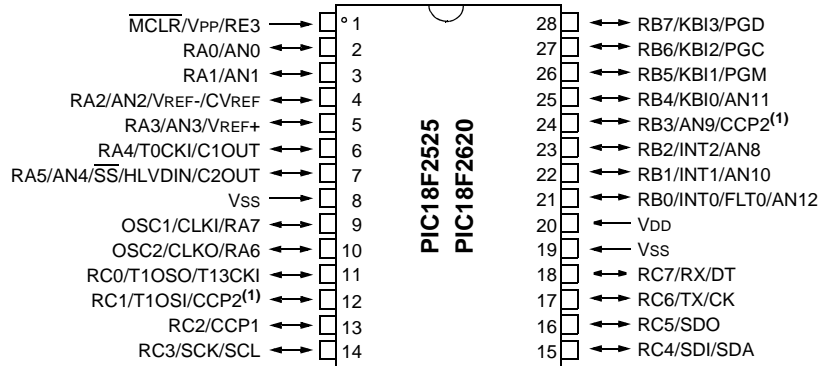 MCLR/VPP/RE3 1 28 RB7/KBI3/PGD
RA0/AN0 2 27 RB6/KBI2/PGC
RA1/AN1 3 26 RB5/KBI1/PGM
RA2/AN2/VREF-/CVREF 4 25 RB4/KBI0/AN11
RA3/AN3/VREF+ 5 24 RB3/AN9/CCP2(1)
RA4/T0CKI/C1OUT 6 23 RB2/INT2/AN8
RA5/AN4/SS/HLVDIN/C2OUT 7 22 RB1/INT1/AN10
VSS 8 21 RB0/INT0/FLT0/AN12
OSC1/CLKI/RA7 9 20 VDD
OSC2/CLKO/RA6 10 19 VSS
RC0/T1OSO/T13CKI 11 18 RC7/RX/DT
RC1/T1OSI/CCP2(1) 12 17 RC6/TX/CK
RC2/CCP1 13 16 RC5/SDO
RC3/SCK/SCL 14 15 RC4/SDI/SDA
PIC18F2525
PIC18F2620